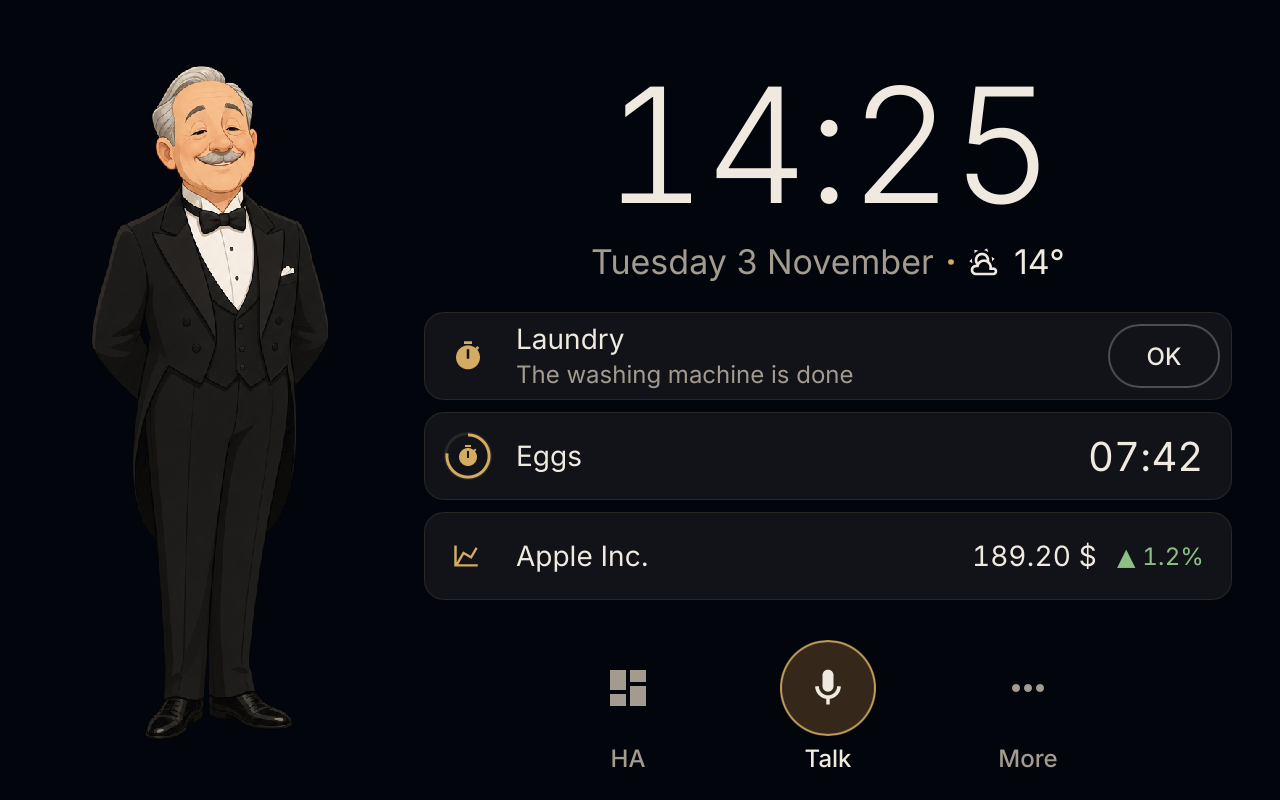 14:25
Tuesday 3 November • 14°
Laundry
The washing machine is done
OK
Eggs
07:42
Apple Inc.
189.20 $ ▲ 1.2%
HA
Talk
More